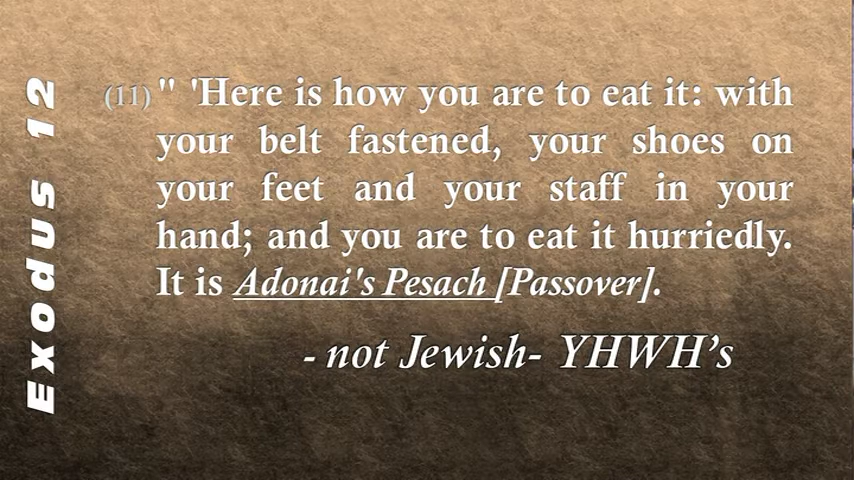 Exodus 12
(11) " 'Here is how you are to eat it: with
your belt fastened, your shoes on
your feet and your staff in your
hand; and you are to eat it hurriedly.
It is Adonai's Pesach [Passover].
- not Jewish- YHWH’s